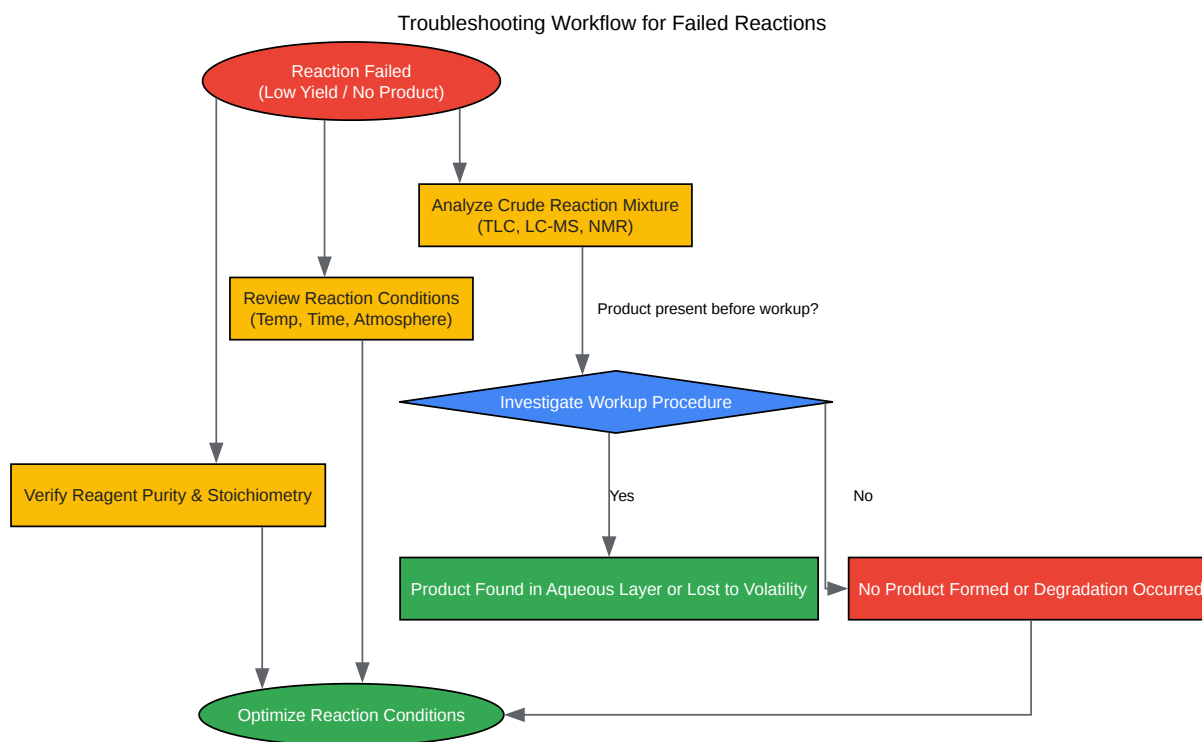 Troubleshooting Workflow for Failed Reactions
Reaction Failed
(Low Yield / No Product)
Analyze Crude Reaction Mixture
(TLC, LC-MS, NMR)
Review Reaction Conditions
(Temp, Time, Atmosphere)
Product present before workup?
Investigate Workup Procedure
Verify Reagent Purity & Stoichiometry
Yes
No
Product Found in Aqueous Layer or Lost to Volatility
No Product Formed or Degradation Occurred
Optimize Reaction Conditions